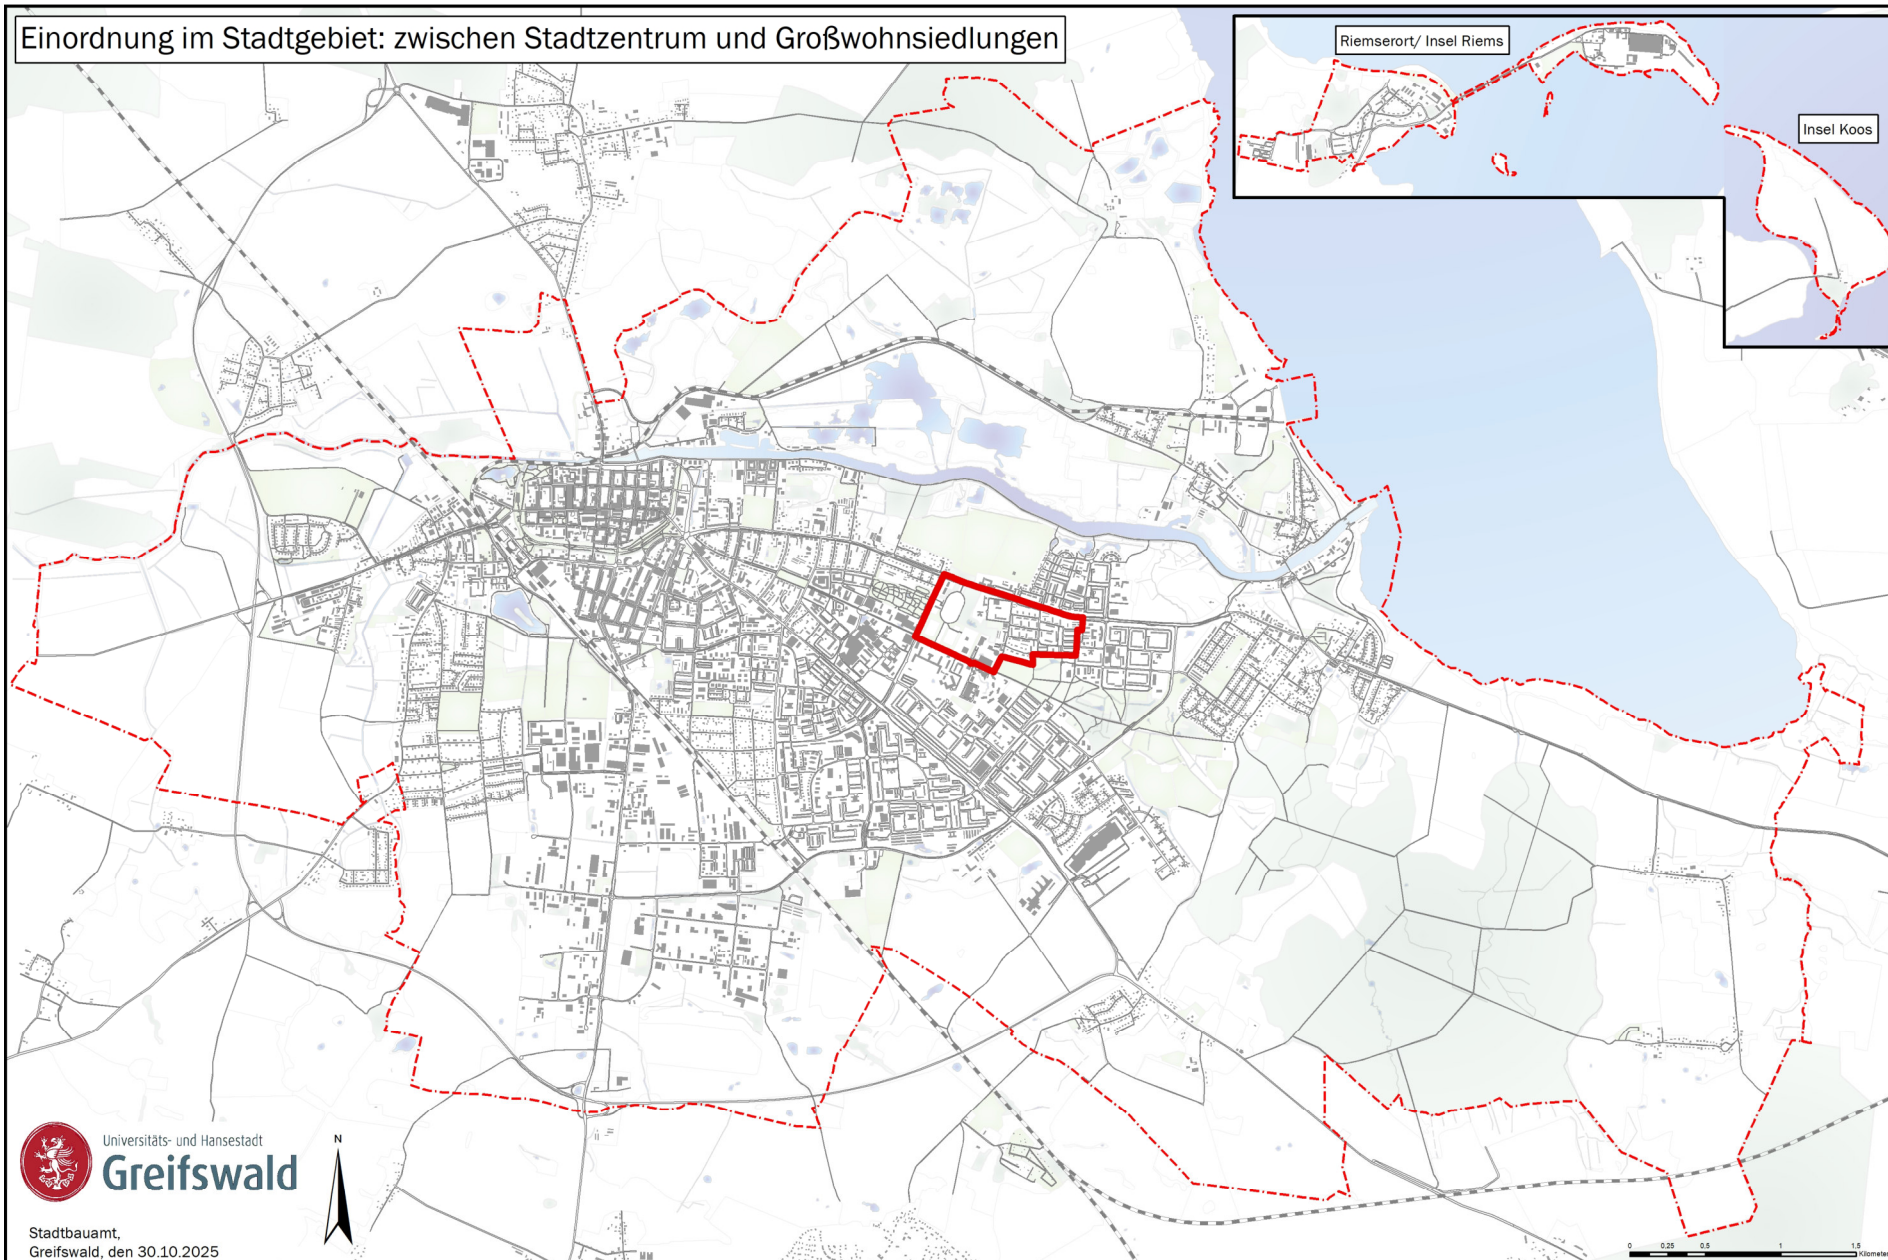 Einordnung im Stadtgebiet: zwischen Stadtzentrum und Großwohnsiedlungen
Riemserort/ Insel Riems
Insel Koos
Universitäts- und Hansestadt
Greifswald
N
Stadtbauamt,
Greifswald, den 30.10.2025
0 0,25 0,5 1 1,5
Kilometer